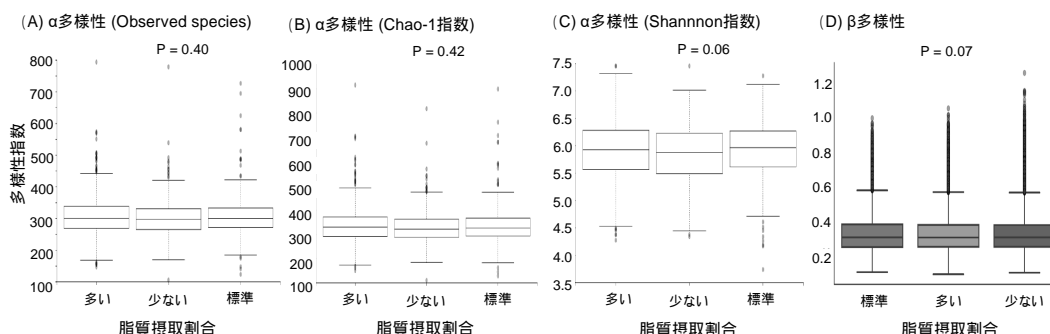 (A) α多様性 (Observed species)
P = 0.40
多様性指数
800
700
600
500
400
300
200
100
多い
少ない
標準
脂質摂取割合
(B) α多様性 (Chao-1指数)
P = 0.42
1000
900
800
700
600
500
400
300
200
100
多い
少ない
標準
脂質摂取割合
(C) α多様性 (Shannnon指数)
P = 0.06
7.5
7.0
6.5
6.0
5.5
5.0
4.5
4.0
3.5
多い
少ない
標準
脂質摂取割合
(D) β多様性
P = 0.07
1.2
1.0
0.8
0.6
0.4
0.2
標準
多い
少ない
脂質摂取割合